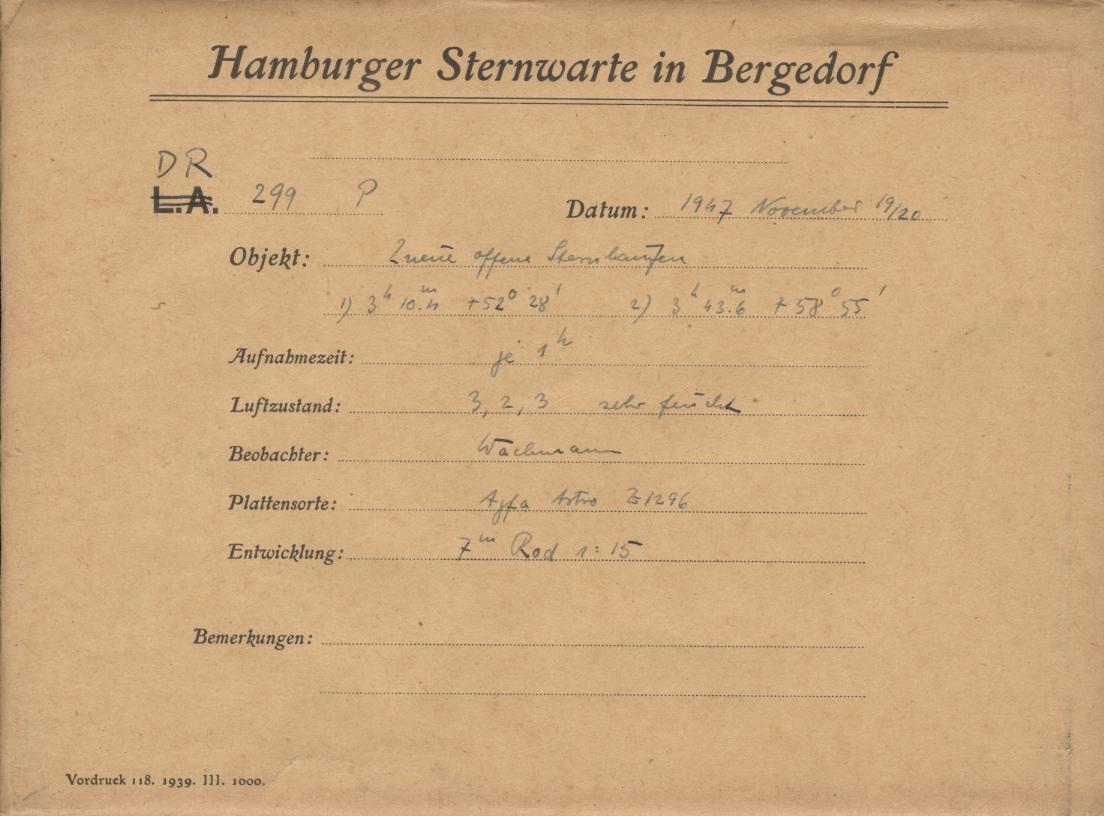 Hamburger Sternwarte in Bergedorf
DR
L.A. 299 P
Datum: 1947 November 19/20
Objekt: 2 neue offene Sternhaufen
1) 3h 10.4m +52° 28' 2) 3h 43.6m +58° 55'
Aufnahmezeit: je 1h
Luftzustand: 3, 2, 3 sehr feucht
Beobachter: Wachmann
Plattensorte: Agfa Astro Z1296
Entwicklung: 7m Rod 1:15
Bemerkungen:
Vordruck 118. 1939. III. 1000.